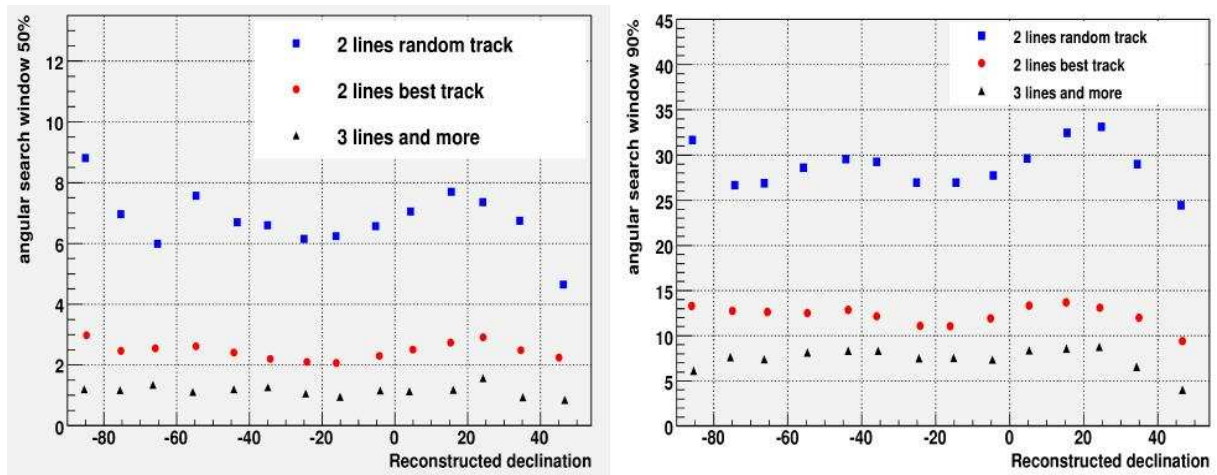 angular search window 50%
12
10
8
6
4
2
0
2 lines random track
2 lines best track
3 lines and more
-80 -60 -40 -20 0 20 40
Reconstructed declination
angular search window 90%
45
40
35
30
25
20
15
10
5
0
2 lines random track
2 lines best track
3 lines and more
-80 -60 -40 -20 0 20 40
Reconstructed declination